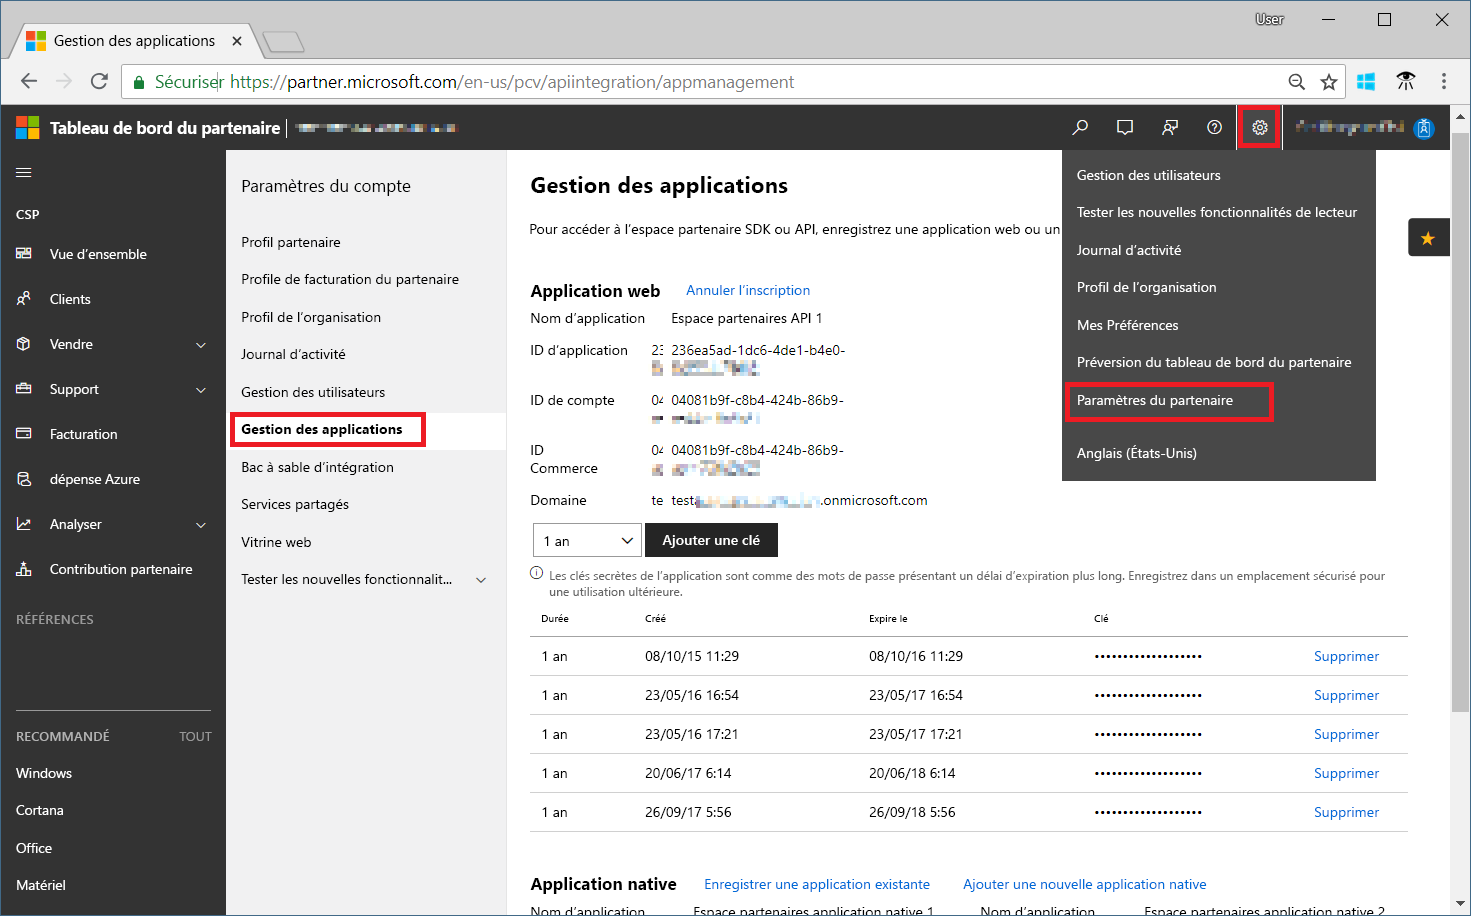 User
Gestion des applications
Sécuriser https://partner.microsoft.com/en-us/pcv/apiintegration/appmanagement
Tableau de bord du partenaire
CSP
Vue d'ensemble
Clients
Vendre
Support
Facturation
dépense Azure
Analyser
Contribution partenaire
RÉFÉRENCES
RECOMMANDÉ TOUT
Windows
Cortana
Office
Matériel
Paramètres du compte
Profil partenaire
Profile de facturation du partenaire
Profil de l'organisation
Journal d'activité
Gestion des utilisateurs
Gestion des applications
Bac à sable d'intégration
Services partagés
Vitrine web
Tester les nouvelles fonctionnalit...
Gestion des applications
Pour accéder à l'espace partenaire SDK ou API, enregistrez une application web ou un
Application web Annuler l'inscription
Nom d'application Espace partenaires API 1
ID d'application 23 236ea5ad-1dc6-4de1-b4e0-
ID de compte 04 04081b9f-c8b4-424b-86b9-
ID Commerce 04 04081b9f-c8b4-424b-86b9-
Domaine te testa .onmicrosoft.com
1 an Ajouter une clé
Les clés secrètes de l'application sont comme des mots de passe présentant un délai d'expiration plus long. Enregistrez dans un emplacement sécurisé pour
une utilisation ultérieure.
Durée Créé Expire le Clé
1 an 08/10/15 11:29 08/10/16 11:29 ••••••••••••••••••• Supprimer
1 an 23/05/16 16:54 23/05/17 16:54 ••••••••••••••••••• Supprimer
1 an 23/05/16 17:21 23/05/17 17:21 ••••••••••••••••••• Supprimer
1 an 20/06/17 6:14 20/06/18 6:14 ••••••••••••••••••• Supprimer
1 an 26/09/17 5:56 26/09/18 5:56 ••••••••••••••••••• Supprimer
Application native Enregistrer une application existante Ajouter une nouvelle application native
Nom d'application Espace partenaires application native 1 Nom d'application Espace partenaires application native 2
Gestion des utilisateurs
Tester les nouvelles fonctionnalités de lecteur
Journal d'activité
Profil de l'organisation
Mes Préférences
Préversion du tableau de bord du partenaire
Paramètres du partenaire
Anglais (États-Unis)